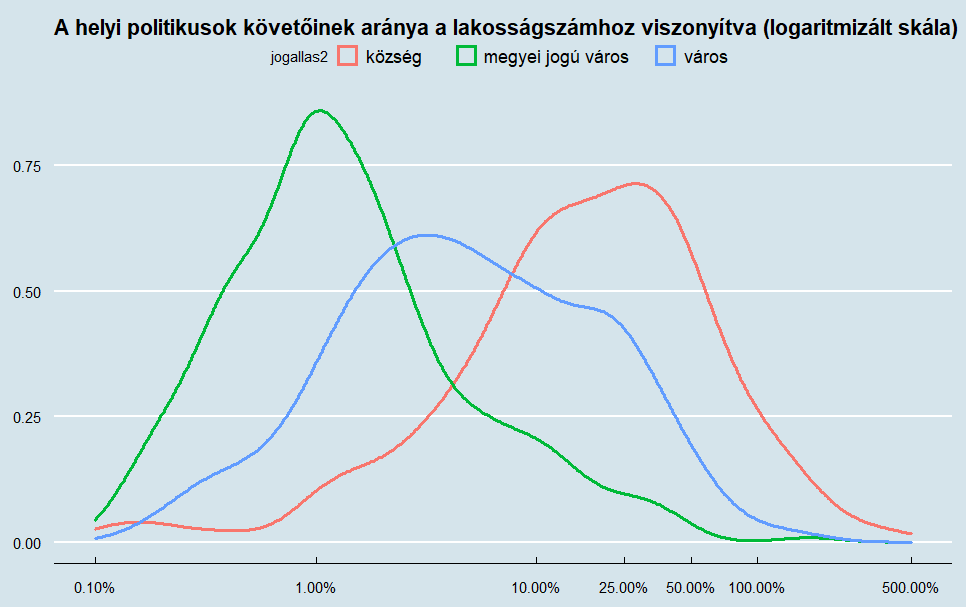 A helyi politikusok követőinek aránya a lakosságszámhoz viszonyítva (logaritmizált skála)
jogallas2 község megyei jogú város város
0.75
0.50
0.25
0.00
0.10% 1.00% 10.00% 25.00% 50.00% 100.00% 500.00%